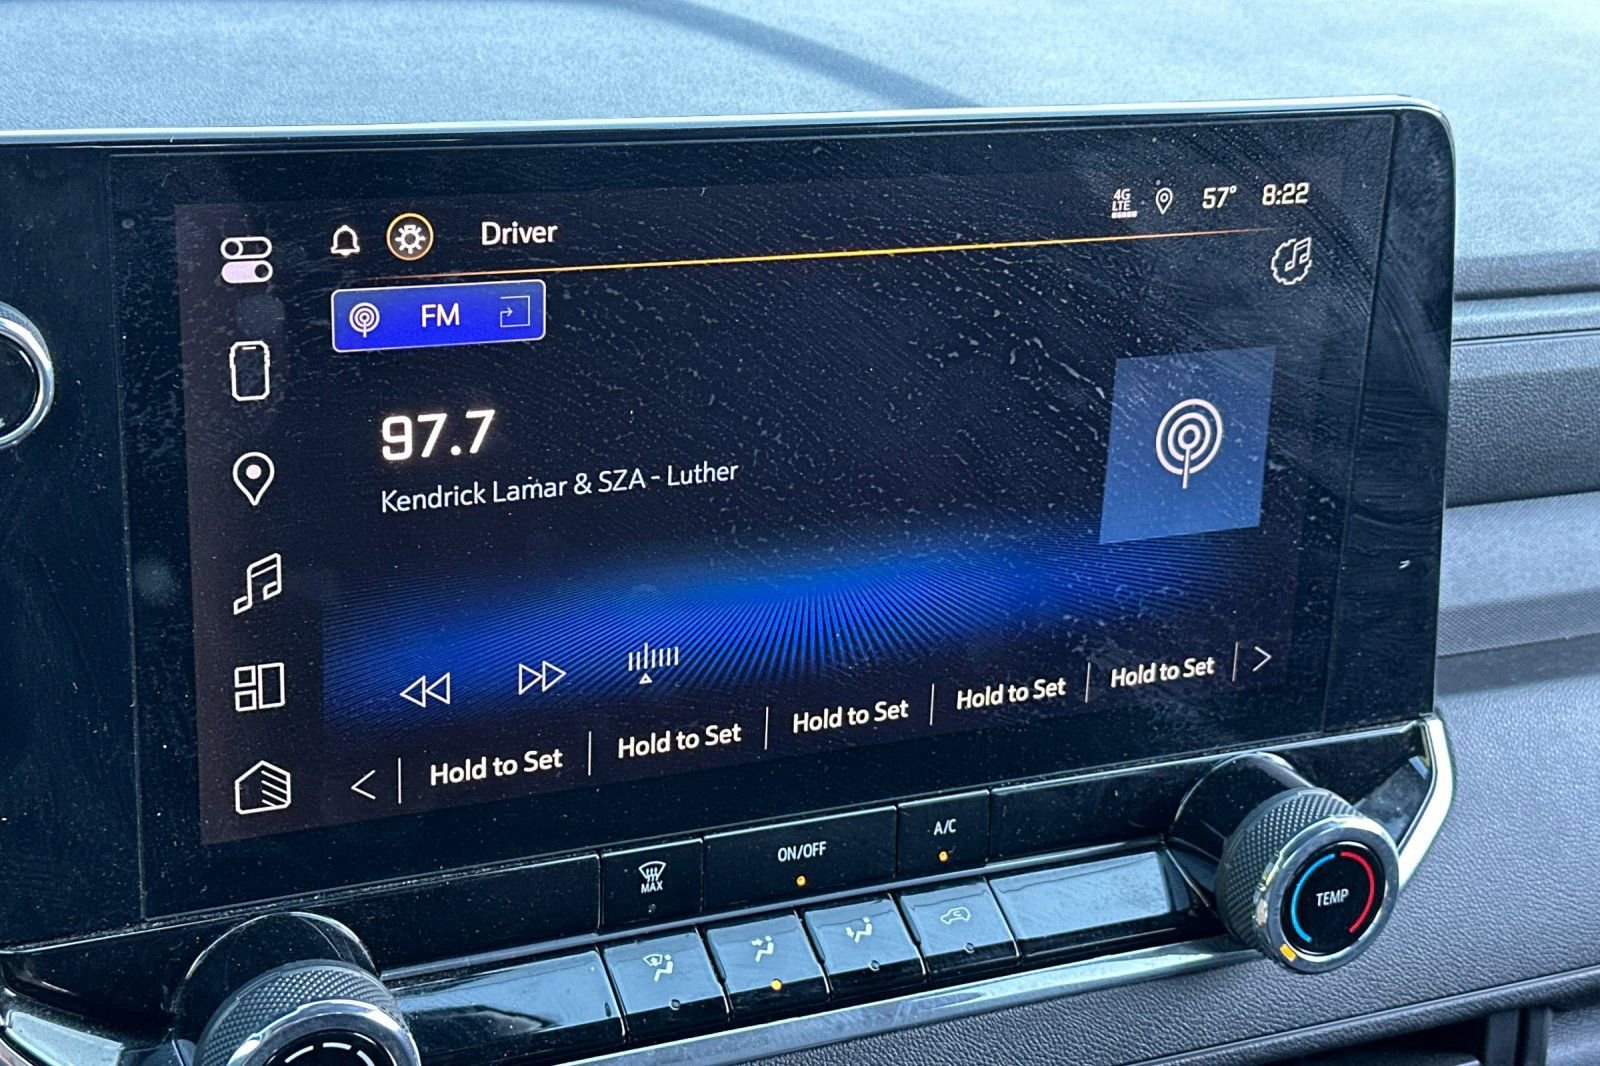 4G
LTE
57° 8:22
Driver
FM
97.7
Kendrick Lamar & SZA - Luther
Hold to Set
Hold to Set
Hold to Set
Hold to Set
Hold to Set
MAX
ON/OFF
A/C
TEMP